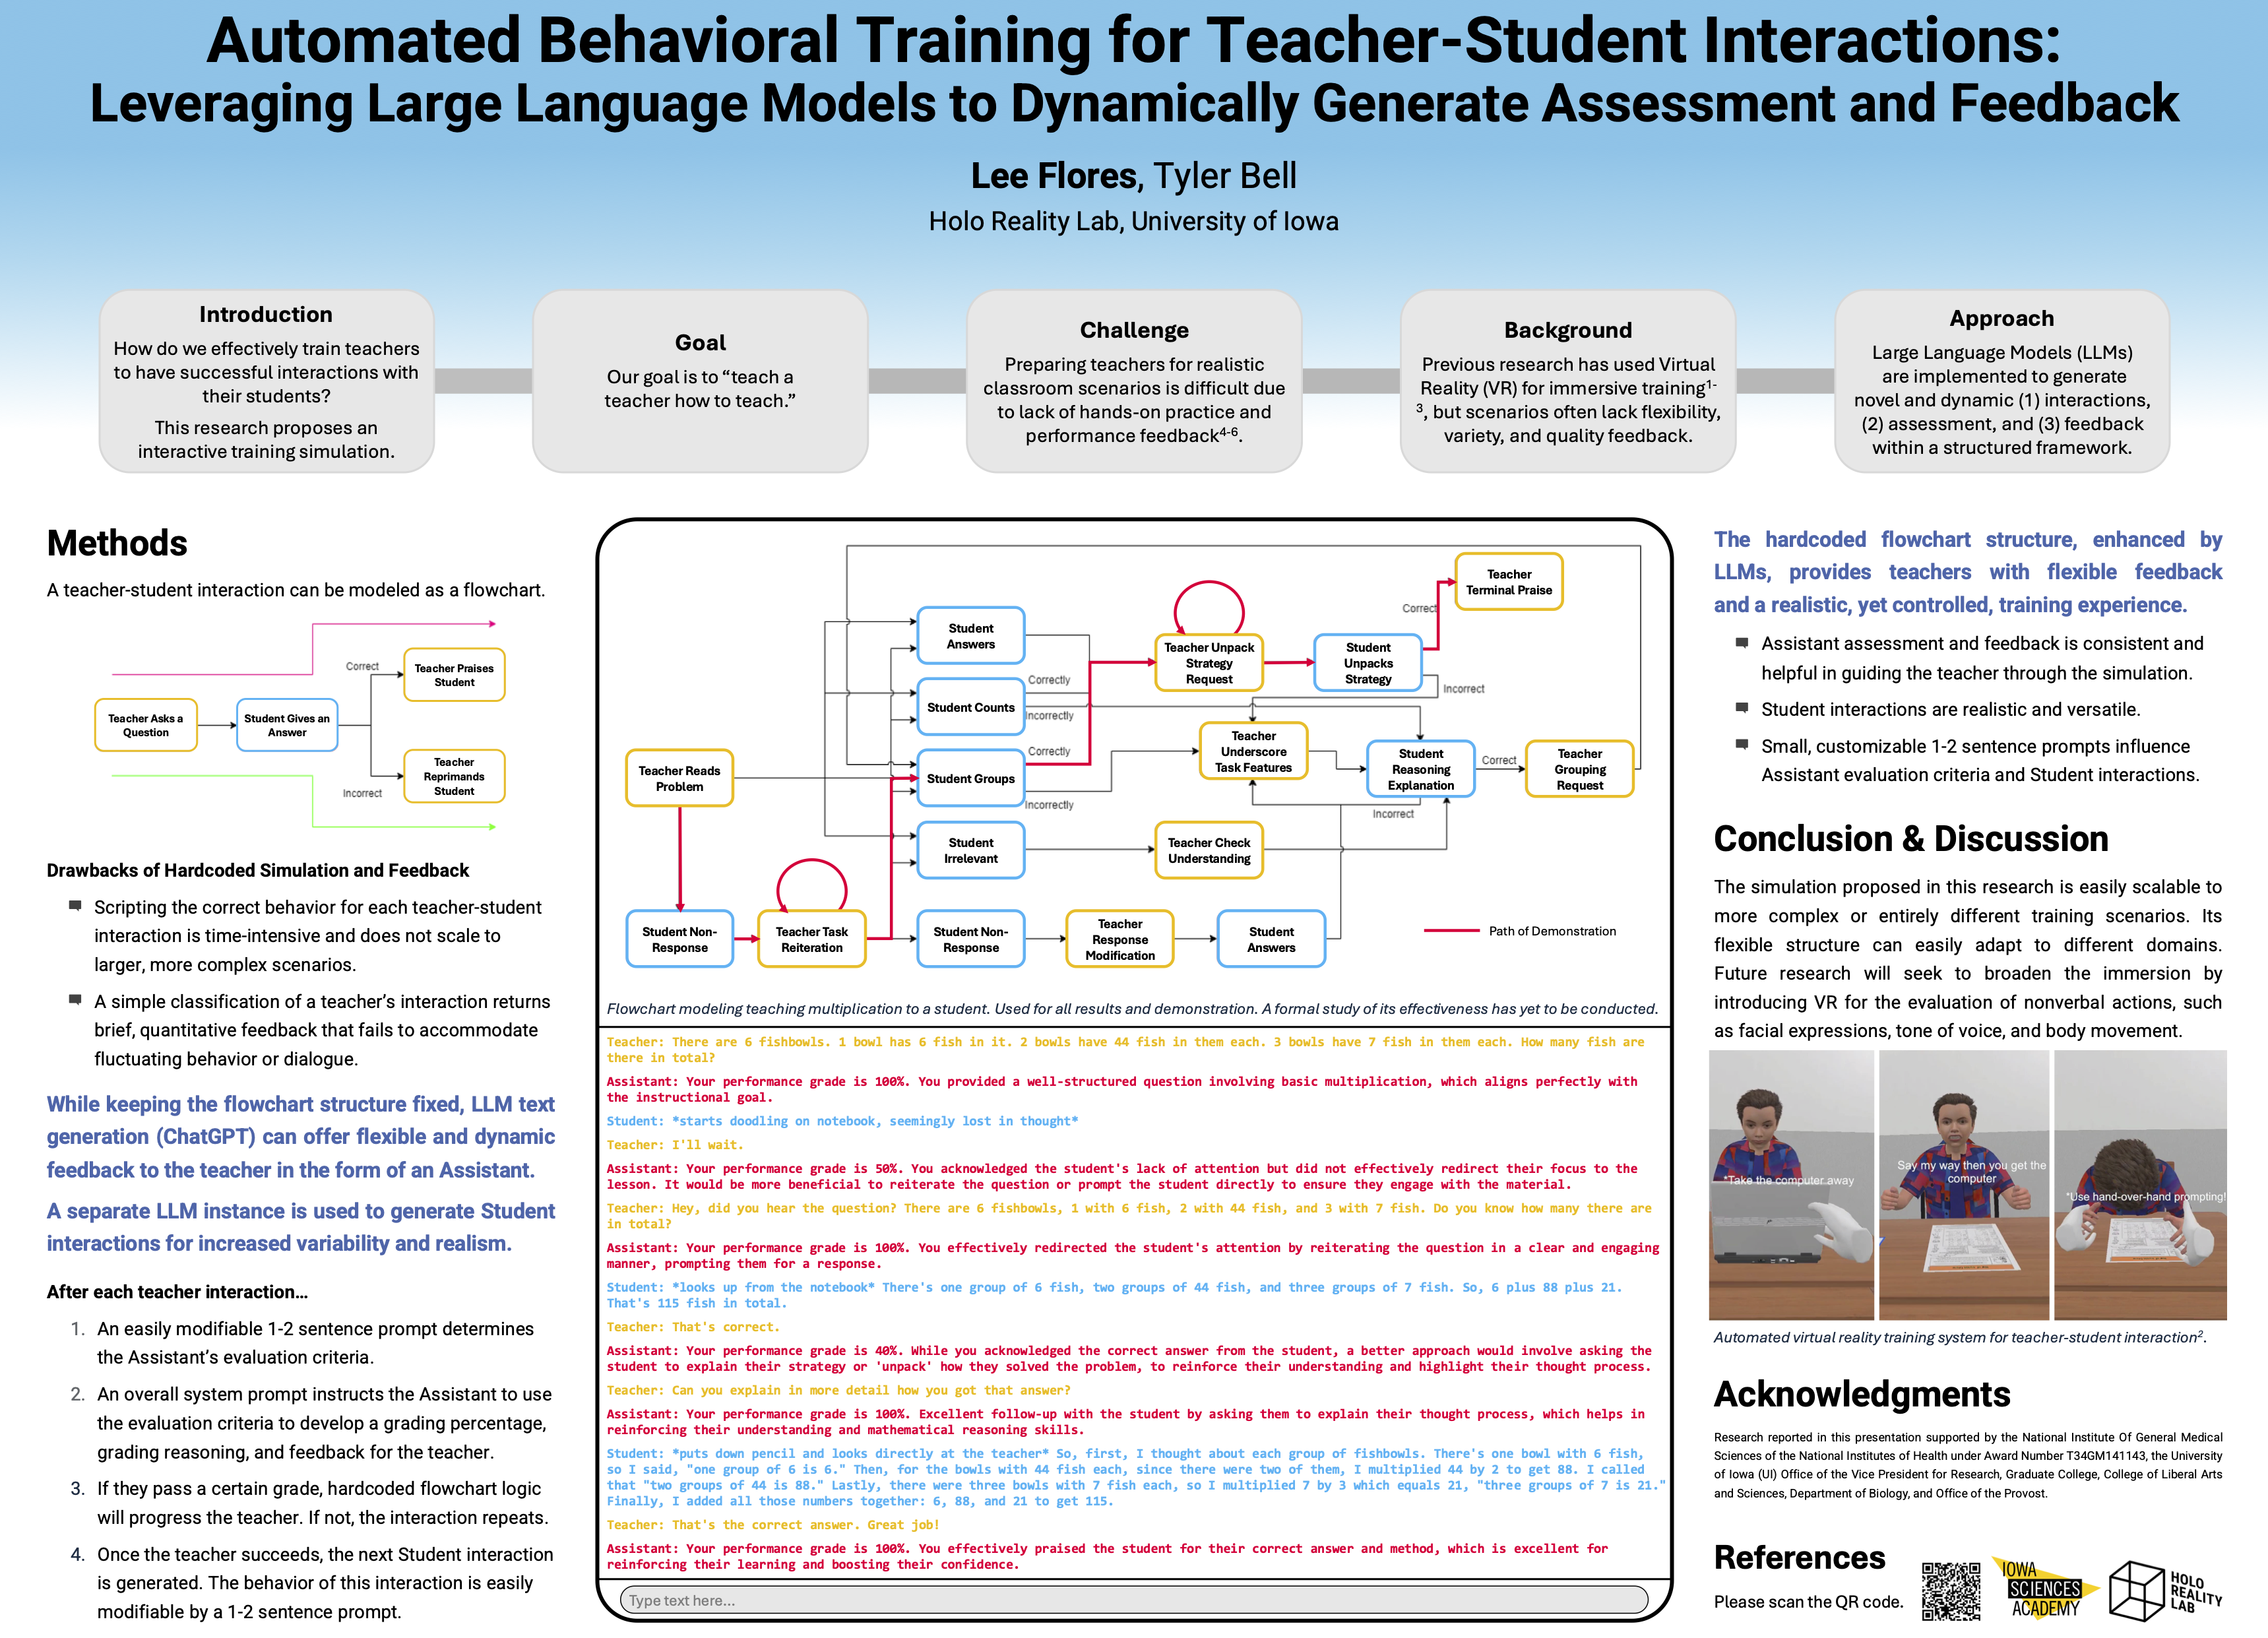 Automated Behavioral Training for Teacher-Student Interactions:
Leveraging Large Language Models to Dynamically Generate Assessment and Feedback
Lee Flores, Tyler Bell
Holo Reality Lab, University of Iowa
Introduction
How do we effectively train teachers
to have successful interactions with
their students?
This research proposes an
interactive training simulation.
Goal
Our goal is to “teach a
teacher how to teach.”
Challenge
Preparing teachers for realistic
classroom scenarios is difficult due
to lack of hands-on practice and
performance feedback4-6.
Background
Previous research has used Virtual
Reality (VR) for immersive training1-
3, but scenarios often lack flexibility,
variety, and quality feedback.
Approach
Large Language Models (LLMs)
are implemented to generate
novel and dynamic (1) interactions,
(2) assessment, and (3) feedback
within a structured framework.
Methods
A teacher-student interaction can be modeled as a flowchart.
Teacher Asks a
Question
Student Gives an
Answer
Correct
Teacher Praises
Student
Incorrect
Teacher
Reprimands
Student
Drawbacks of Hardcoded Simulation and Feedback
Scripting the correct behavior for each teacher-student
interaction is time-intensive and does not scale to
larger, more complex scenarios.
A simple classification of a teacher’s interaction returns
brief, quantitative feedback that fails to accommodate
fluctuating behavior or dialogue.
While keeping the flowchart structure fixed, LLM text
generation (ChatGPT) can offer flexible and dynamic
feedback to the teacher in the form of an Assistant.
A separate LLM instance is used to generate Student
interactions for increased variability and realism.
After each teacher interaction...
1. An easily modifiable 1-2 sentence prompt determines
the Assistant’s evaluation criteria.
2. An overall system prompt instructs the Assistant to use
the evaluation criteria to develop a grading percentage,
grading reasoning, and feedback for the teacher.
3. If they pass a certain grade, hardcoded flowchart logic
will progress the teacher. If not, the interaction repeats.
4. Once the teacher succeeds, the next Student interaction
is generated. The behavior of this interaction is easily
modifiable by a 1-2 sentence prompt.
Teacher Reads
Problem
Student Non-
Response
Teacher Task
Reiteration
Student
Answers
Student Counts
Correctly
Incorrectly
Student Groups
Correctly
Incorrectly
Student
Irrelevant
Student Non-
Response
Teacher
Response
Modification
Student
Answers
Teacher Unpack
Strategy
Request
Student
Unpacks
Strategy
Correct
Incorrect
Teacher
Terminal Praise
Teacher
Underscore
Task Features
Student
Reasoning
Explanation
Correct
Incorrect
Teacher
Grouping
Request
Teacher Check
Understanding
Path of Demonstration
Flowchart modeling teaching multiplication to a student. Used for all results and demonstration. A formal study of its effectiveness has yet to be conducted.
Teacher: There are 6 fishbowls. 1 bowl has 6 fish in it. 2 bowls have 44 fish in them each. 3 bowls have 7 fish in them each. How many fish are
there in total?
Assistant: Your performance grade is 100%. You provided a well-structured question involving basic multiplication, which aligns perfectly with
the instructional goal.
Student: *starts doodling on notebook, seemingly lost in thought*
Teacher: I'll wait.
Assistant: Your performance grade is 50%. You acknowledged the student's lack of attention but did not effectively redirect their focus to the
lesson. It would be more beneficial to reiterate the question or prompt the student directly to ensure they engage with the material.
Teacher: Hey, did you hear the question? There are 6 fishbowls, 1 with 6 fish, 2 with 44 fish, and 3 with 7 fish. Do you know how many there are
in total?
Assistant: Your performance grade is 100%. You effectively redirected the student's attention by reiterating the question in a clear and engaging
manner, prompting them for a response.
Student: *looks up from the notebook* There's one group of 6 fish, two groups of 44 fish, and three groups of 7 fish. So, 6 plus 88 plus 21.
That's 115 fish in total.
Teacher: That's correct.
Assistant: Your performance grade is 40%. While you acknowledged the correct answer from the student, a better approach would involve asking the
student to explain their strategy or 'unpack' how they solved the problem, to reinforce their understanding and highlight their thought process.
Teacher: Can you explain in more detail how you got that answer?
Assistant: Your performance grade is 100%. Excellent follow-up with the student by asking them to explain their thought process, which helps in
reinforcing their understanding and mathematical reasoning skills.
Student: *puts down pencil and looks directly at the teacher* So, first, I thought about each group of fishbowls. There's one bowl with 6 fish,
so I said, "one group of 6 is 6." Then, for the bowls with 44 fish each, since there were two of them, I multiplied 44 by 2 to get 88. I called
that "two groups of 44 is 88." Lastly, there were three bowls with 7 fish each, so I multiplied 7 by 3 which equals 21, "three groups of 7 is 21."
Finally, I added all those numbers together: 6, 88, and 21 to get 115.
Teacher: That's the correct answer. Great job!
Assistant: Your performance grade is 100%. You effectively praised the student for their correct answer and method, which is excellent for
reinforcing their learning and boosting their confidence.
Type text here...
The hardcoded flowchart structure, enhanced by
LLMs, provides teachers with flexible feedback
and a realistic, yet controlled, training experience.
Assistant assessment and feedback is consistent and
helpful in guiding the teacher through the simulation.
Student interactions are realistic and versatile.
Small, customizable 1-2 sentence prompts influence
Assistant evaluation criteria and Student interactions.
Conclusion & Discussion
The simulation proposed in this research is easily scalable to
more complex or entirely different training scenarios. Its
flexible structure can easily adapt to different domains.
Future research will seek to broaden the immersion by
introducing VR for the evaluation of nonverbal actions, such
as facial expressions, tone of voice, and body movement.
*Take the computer away
Say my way then you get the
computer
*Use hand-over-hand prompting!
Automated virtual reality training system for teacher-student interaction2.
Acknowledgments
Research reported in this presentation supported by the National Institute Of General Medical
Sciences of the National Institutes of Health under Award Number T34GM141143, the University
of Iowa (UI) Office of the Vice President for Research, Graduate College, College of Liberal Arts
and Sciences, Department of Biology, and Office of the Provost.
References
Please scan the QR code.
IOWA
SCIENCES
ACADEMY
HOLO
REALITY
LAB